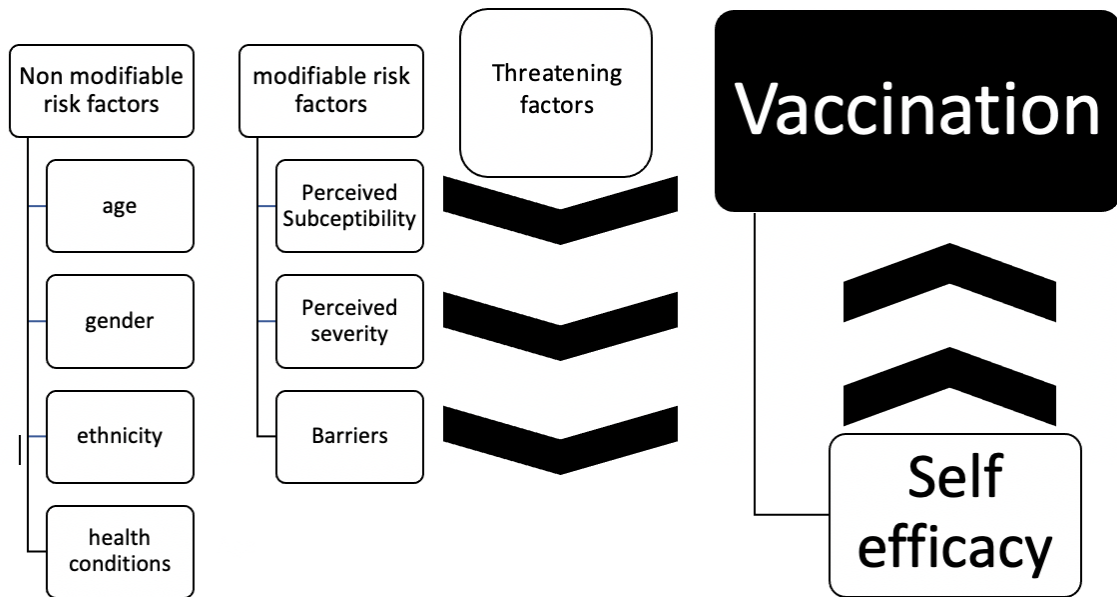 Non modifiable
risk factors
age
gender
ethnicity
health
conditions
modifiable risk
factors
Perceived
Subceptibility
Perceived
severity
Barriers
Threatening
factors
Vaccination
Self
efficacy